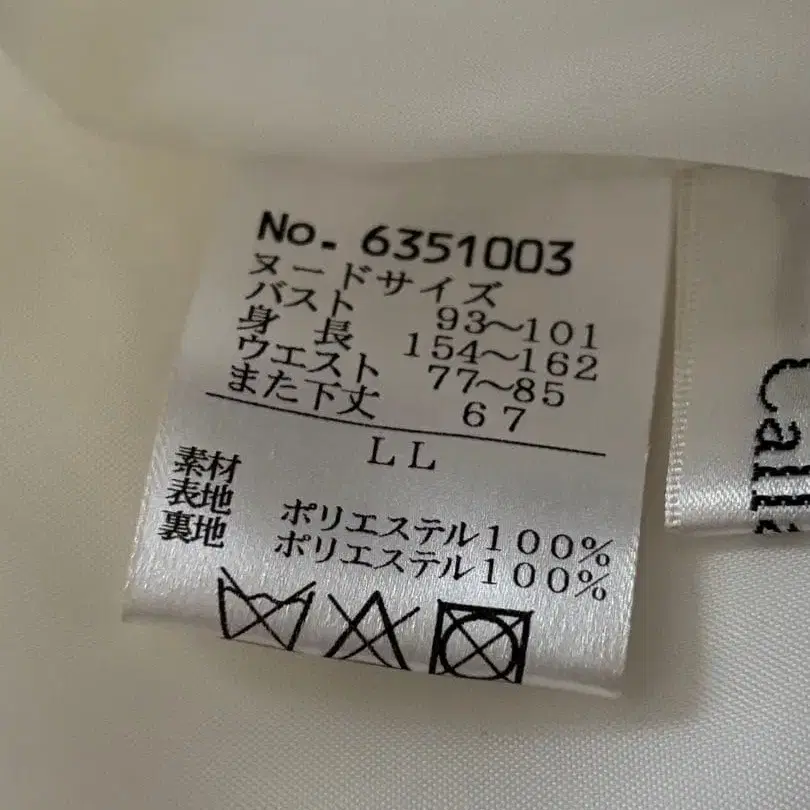 No. 6351003
ヌードサイズ
バスト 93〜101
身長 154〜162
ウエスト 77〜85
また下丈 67
LL
素材
表地 ポリエステル100%
裏地 ポリエステル100%